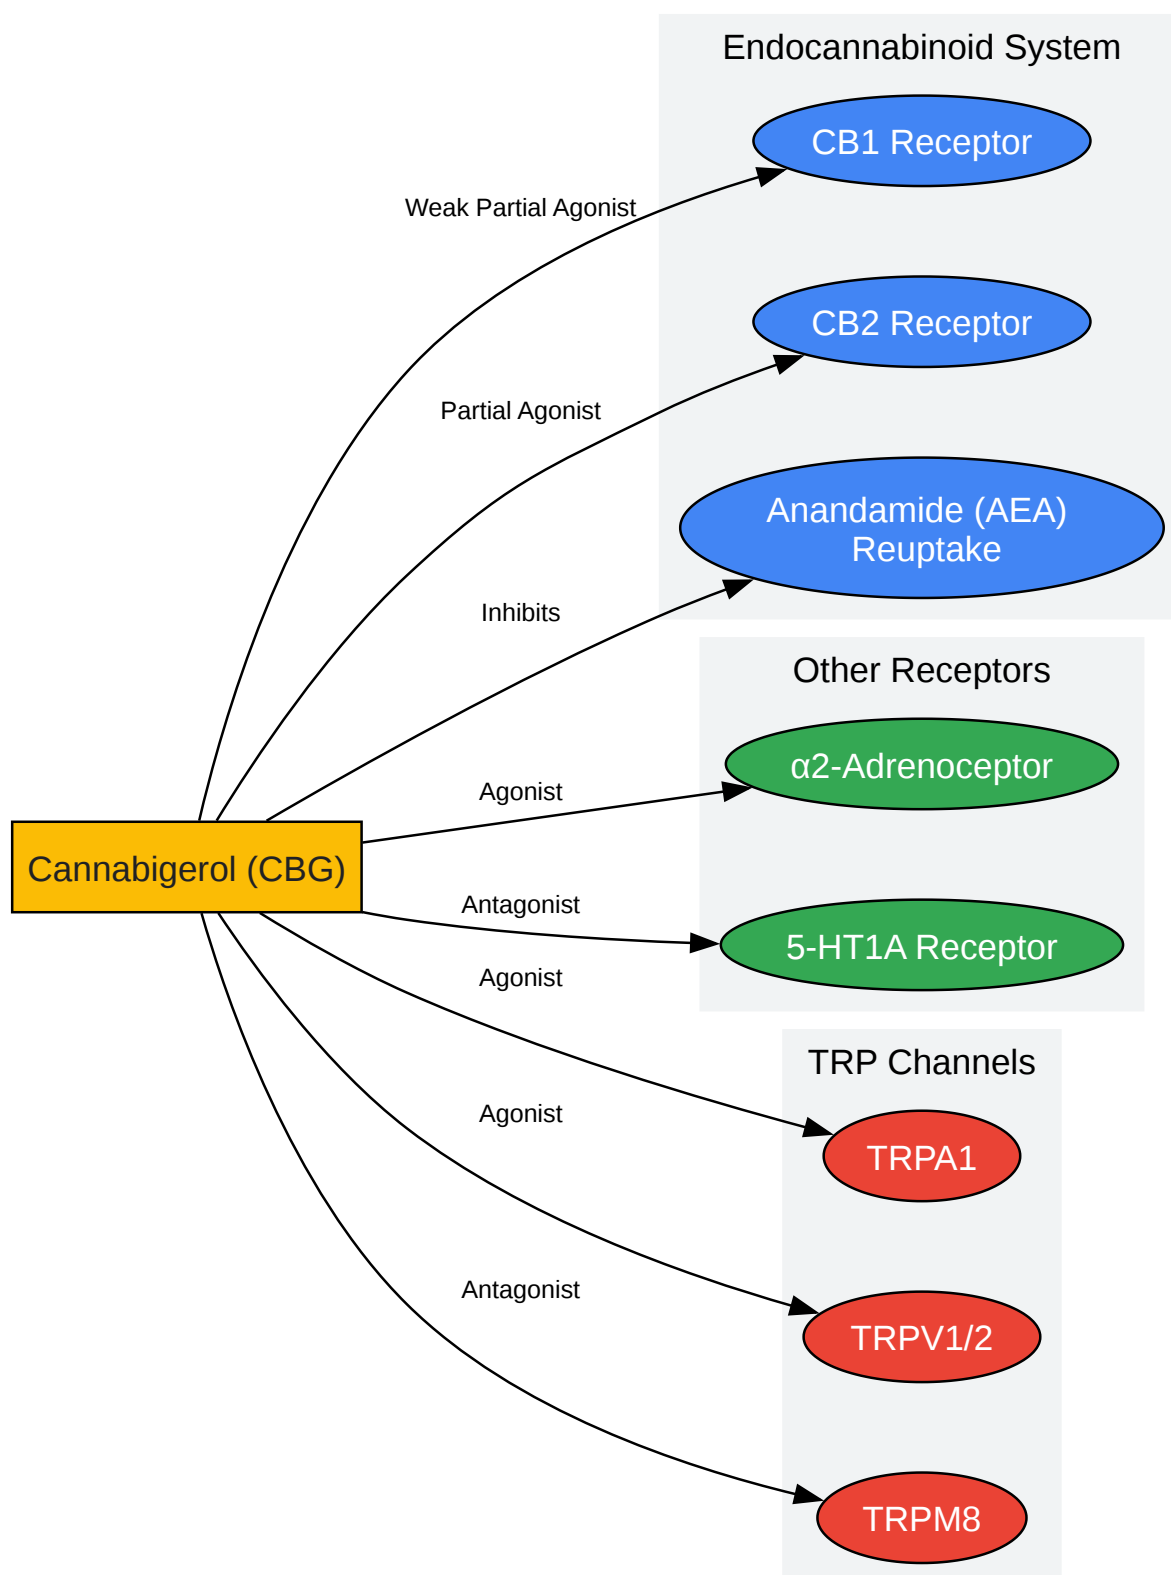 Endocannabinoid System
CB1 Receptor
Weak Partial Agonist
CB2 Receptor
Partial Agonist
Anandamide (AEA)
Reuptake
Inhibits
Other Receptors
α2-Adrenoceptor
Agonist
Cannabigerol (CBG)
Antagonist
5-HT1A Receptor
Agonist
TRP Channels
Agonist
TRPA1
Antagonist
TRPV1/2
TRPM8